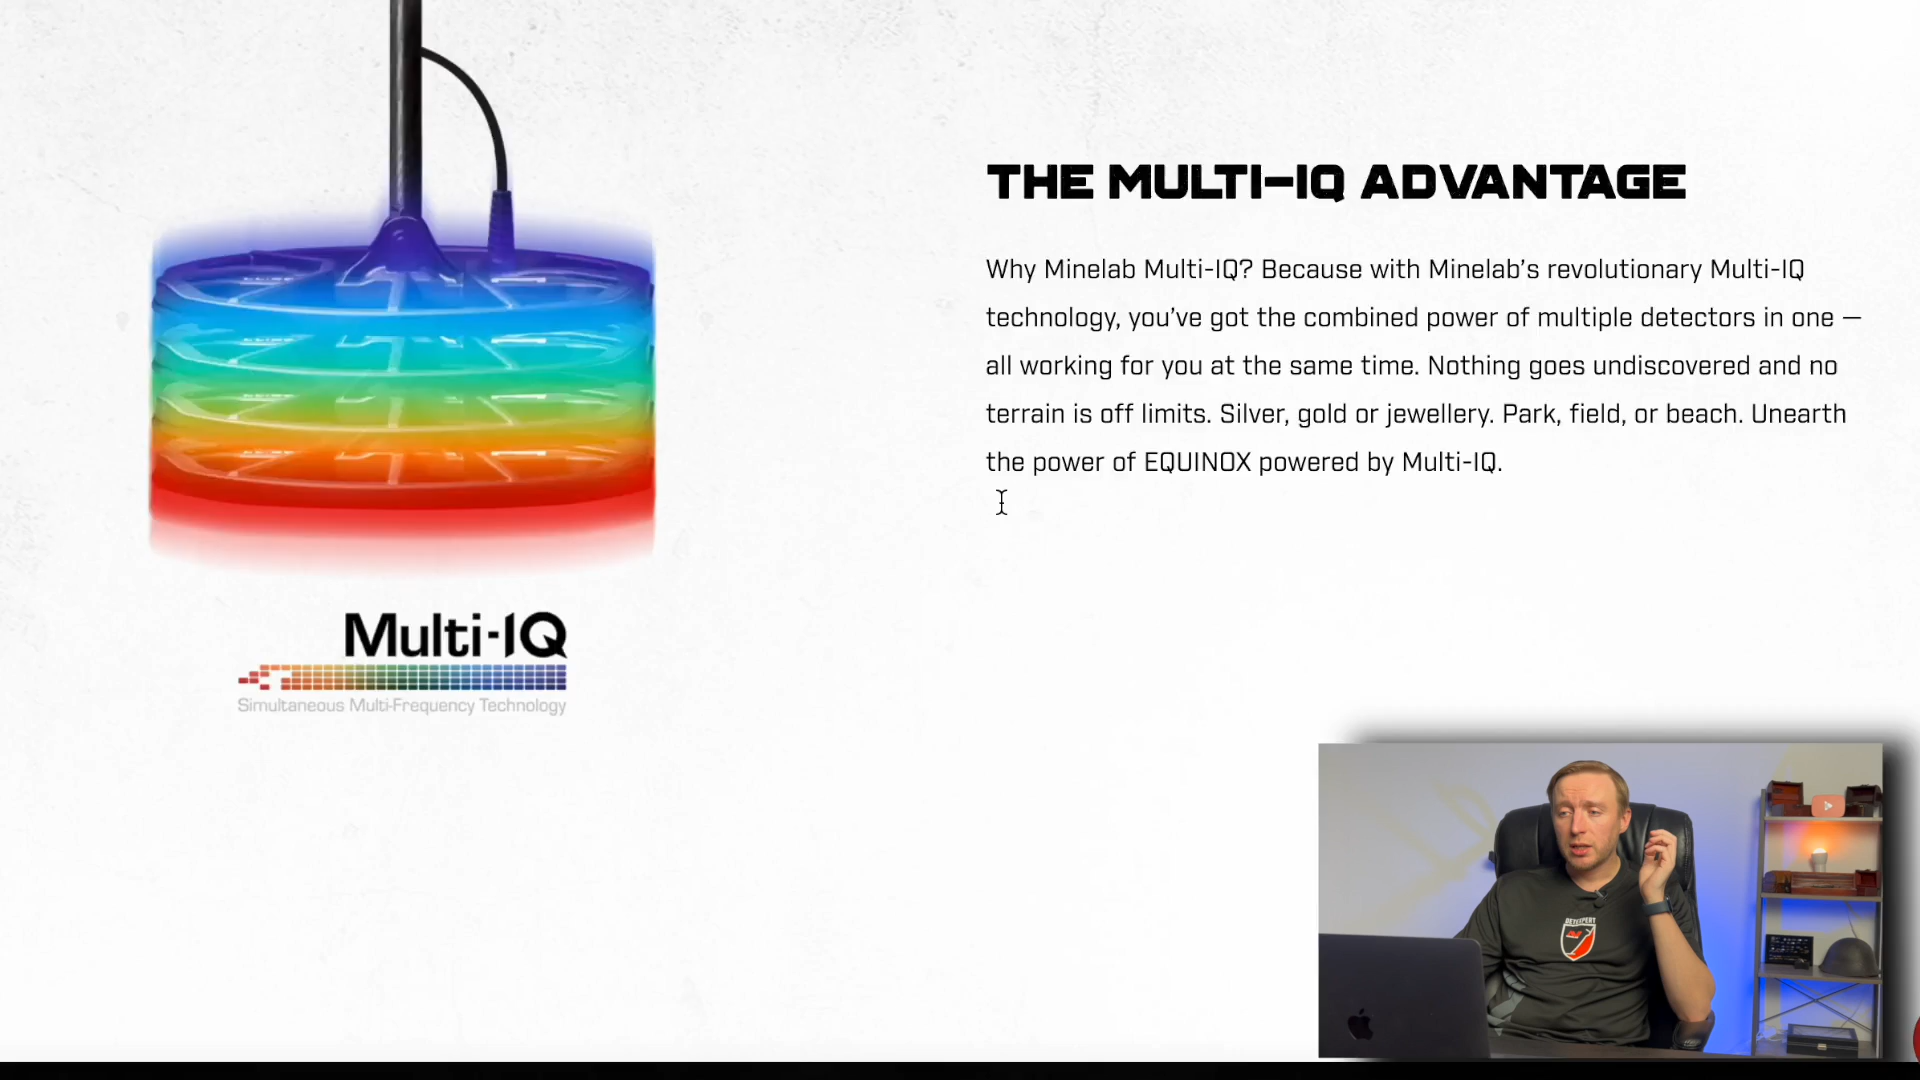 THE MULTI-IQ ADVANTAGE
Why Minelab Multi-IQ? Because with Minelab’s revolutionary Multi-IQ
technology, you’ve got the combined power of multiple detectors in one —
all working for you at the same time. Nothing goes undiscovered and no
terrain is off limits. Silver, gold or jewellery. Park, field, or beach. Unearth
the power of EQUINOX powered by Multi-IQ.
Multi-IQ
Simultaneous Multi-Frequency Technology
DETEXPERT